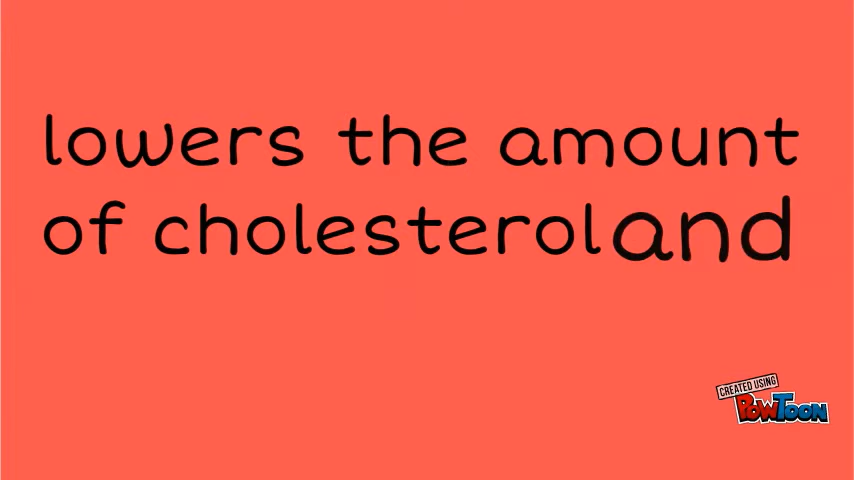 lowers the amount
of cholesterol and
CREATED USING
POWTOON